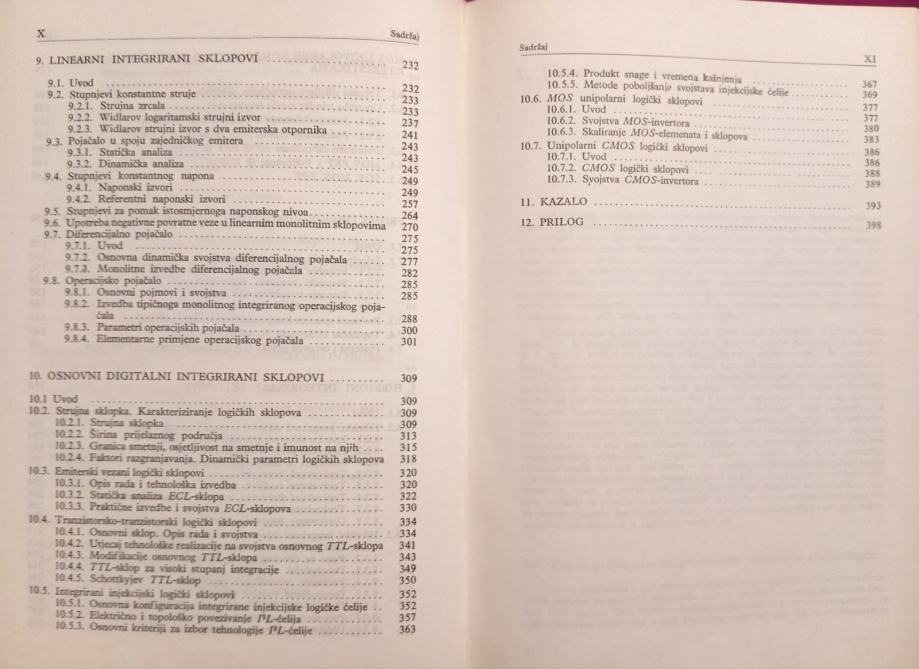 X Sadržaj
9. LINEARNI INTEGRIRANI SKLOPOVI 232
9.1. Uvod 232
9.2. Stupnjevi konstantne struje 233
9.2.1. Strujna zrcala 233
9.2.2. Widlarov logaritamski strujni izvor 237
9.2.3. Widlarov strujni izvor s dva emiterska otpornika 241
9.3. Pojačalo u spoju zajedničkog emitera 243
9.3.1. Statička analiza 243
9.3.2. Dinamička analiza 245
9.4. Stupnjevi konstantnog napona 249
9.4.1. Naponski izvori 249
9.4.2. Referentni naponski izvori 257
9.5. Stupnjevi za pomak istosmjernoga naponskog nivoa 264
9.6. Upotreba negativne povratne veze u linearnim monolitnim sklopovima 270
9.7. Diferencijalno pojačalo 275
9.7.1. Uvod 275
9.7.2. Osnovna dinamička svojstva diferencijalnog pojačala 277
9.7.3. Monolitne izvedbe diferencijalnog pojačala 282
9.8. Operacijsko pojačalo 285
9.8.1. Osnovni pojmovi i svojstva 285
9.8.2. Izvedba tipičnoga monolitnog integriranog operacijskog poja-
čala 288
9.8.3. Parametri operacijskih pojačala 300
9.8.4. Elementarne primjene operacijskog pojačala 301
10. OSNOVNI DIGITALNI INTEGRIRANI SKLOPOVI 309
10.1 Uvod 309
10.2. Strujna sklopka. Karakteriziranje logičkih sklopova 309
10.2.1. Strujna sklopka 309
10.2.2. Širina prijelaznog područja 313
10.2.3. Granica smetnji, osjetljivost na smetnje i imunost na njih 315
10.2.4. Faktori razgranjavanja. Dinamički parametri logičkih sklopova 318
10.3. Emiterski vezani logički sklopovi 320
10.3.1. Opis rada i tehnološka izvedba 320
10.3.2. Statička analiza ECL-sklopa 322
10.3.3. Praktične izvedbe i svojstva ECL-sklopova 330
10.4. Tranzistorsko-tranzistorski logički sklopovi 334
10.4.1. Osnovni sklop. Opis rada i svojstva 334
10.4.2. Utjecaj tehnološke realizacije na svojstva osnovnog TTL-sklopa 341
10.4.3. Modifikacije osnovnog TTL-sklopa 343
10.4.4. TTL-sklop za visoki stupanj integracije 349
10.4.5. Schottkyjev TTL-sklop 350
10.5. Integrirani injekcijski logički sklopovi 352
10.5.1. Osnovna konfiguracija integrirane injekcijske logičke ćelije 352
10.5.2. Električno i topološko povezivanje I²L-ćelija 357
10.5.3. Osnovni kriteriji za izbor tehnologije I²L-ćelije 363
Sadržaj XI
10.5.4. Produkt snage i vremena kašnjenja 367
10.5.5. Metode poboljšanje svojstava injekcijske ćelije 369
10.6. MOS unipolarni logički sklopovi 377
10.6.1. Uvod 377
10.6.2. Svojstva MOS-invertora 380
10.6.3. Skaliranje MOS-elemenata i sklopova 383
10.7. Unipolarni CMOS logički sklopovi 386
10.7.1. Uvod 386
10.7.2. CMOS logički sklopovi 388
10.7.3. Svojstva CMOS-invertora 389
11. KAZALO 393
12. PRILOG 398